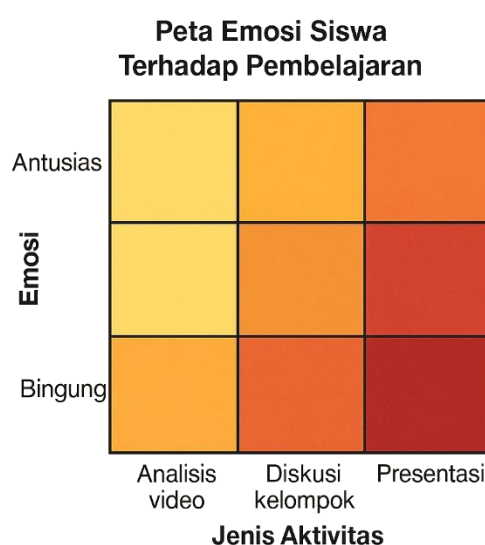 Peta Emosi Siswa
Terhadap Pembelajaran
Antusias
Emosi
Bingung
Analisis
video
Diskusi
kelompok
Presentasi
Jenis Aktivitas